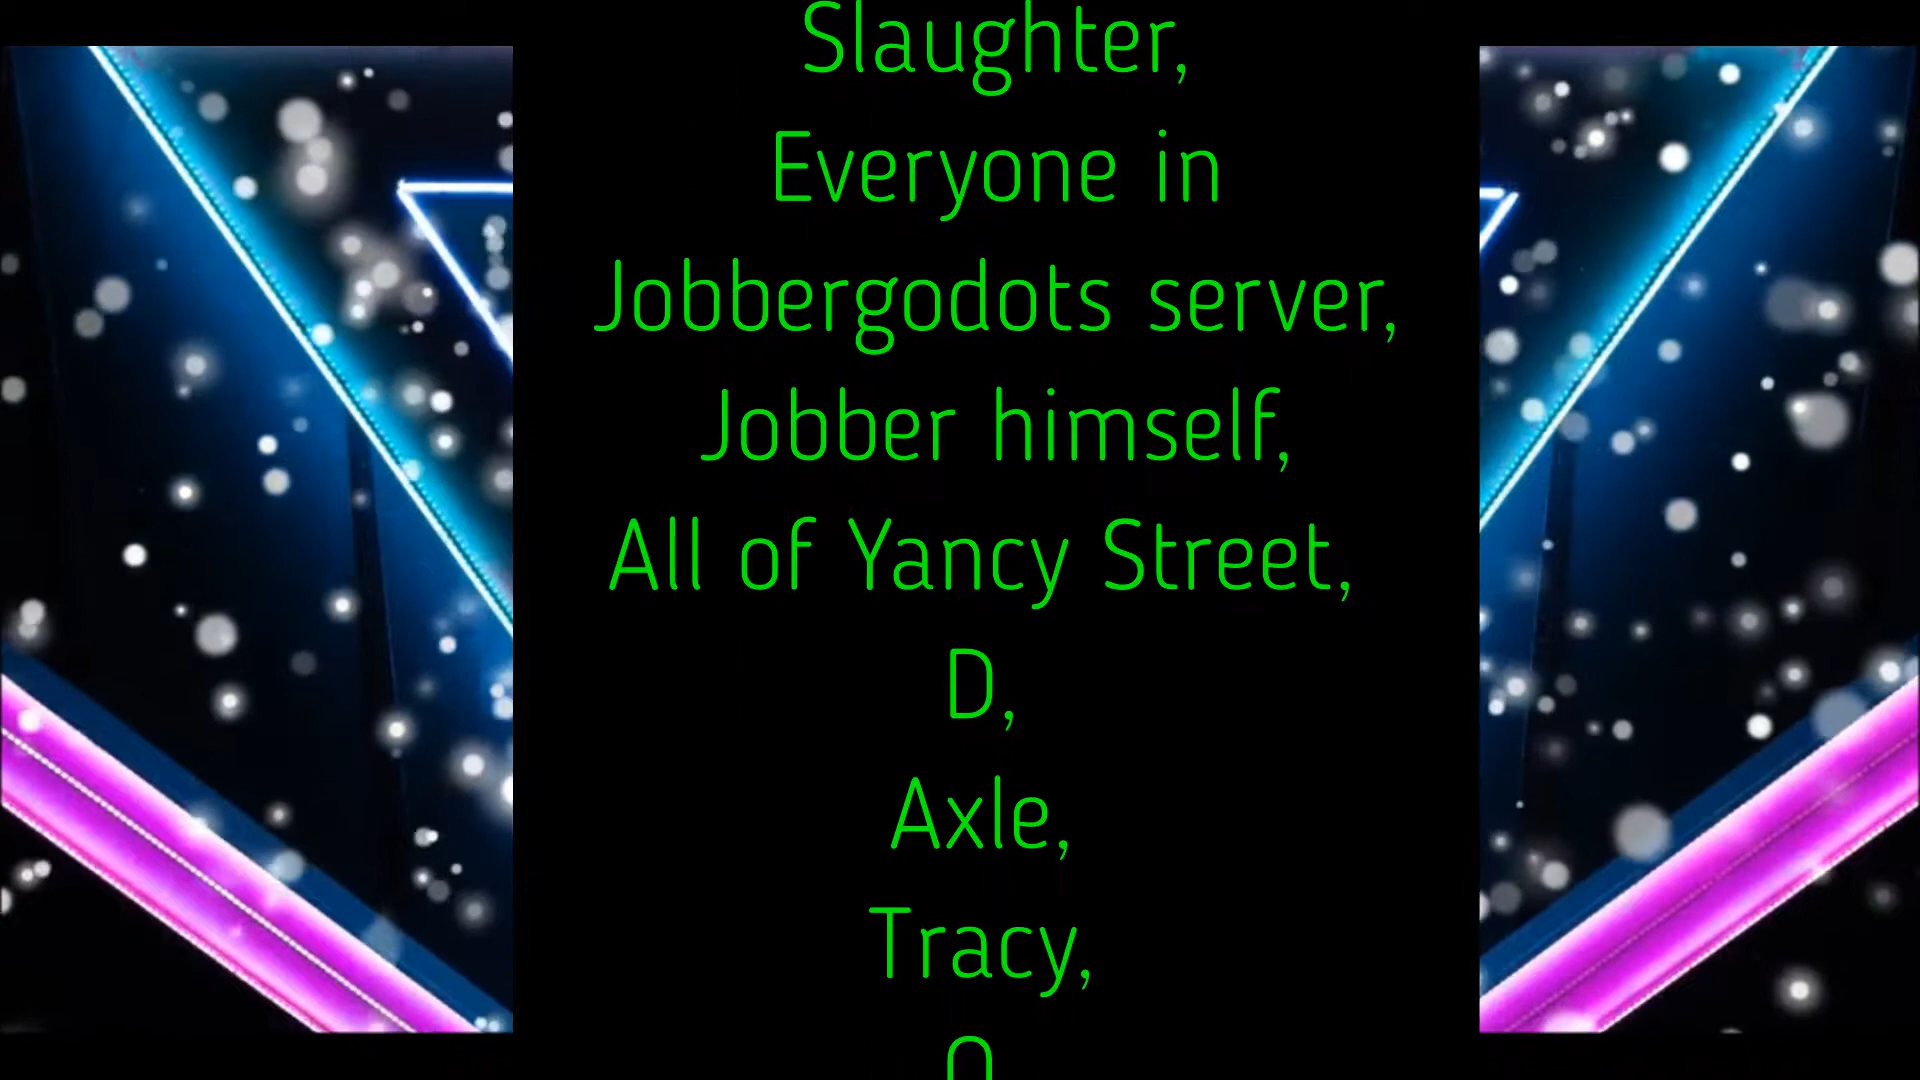 Slaughter,
Everyone in
Jobbergodots server,
Jobber himself,
All of Yancy Street,
D,
Axle,
Tracy,